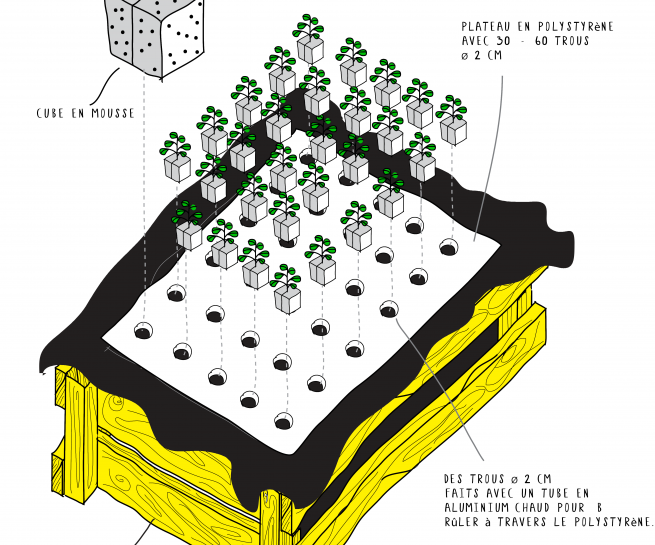 PLATEAU EN POLYSTYRèNE
AVEC 30 - 60 TROUS
ø 2 CM
CUBE EN MOUSSE
DES TROUS ø 2 CM
FAITS AVEC UN TUBE EN
ALUMINIUM CHAUD POUR B
RûLER à TRAVERS LE POLYSTYRèNE.